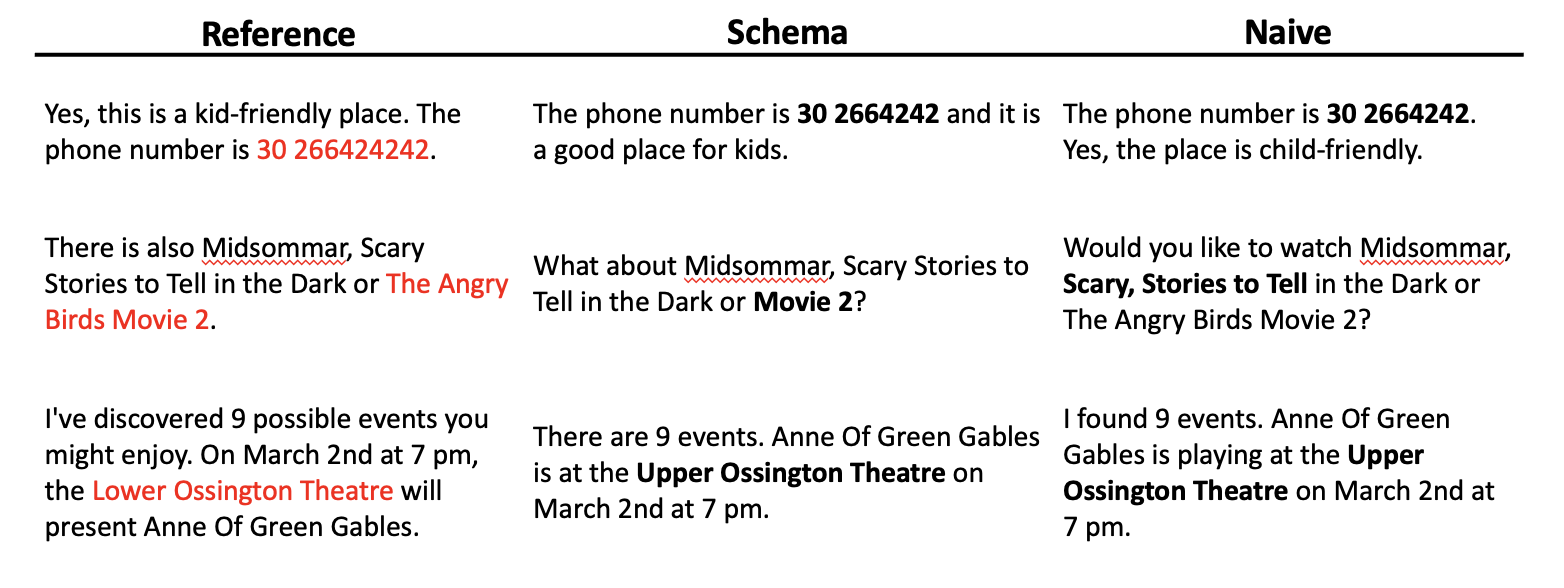 Reference Schema Naive
Yes, this is a kid-friendly place. The
phone number is 30 266424242.
The phone number is 30 2664242 and it is
a good place for kids.
The phone number is 30 2664242.
Yes, the place is child-friendly.
There is also Midsommar, Scary
Stories to Tell in the Dark or The Angry
Birds Movie 2.
What about Midsommar, Scary Stories to
Tell in the Dark or Movie 2?
Would you like to watch Midsommar,
Scary, Stories to Tell in the Dark or
The Angry Birds Movie 2?
I've discovered 9 possible events you
might enjoy. On March 2nd at 7 pm,
the Lower Ossington Theatre will
present Anne Of Green Gables.
There are 9 events. Anne Of Green Gables
is at the Upper Ossington Theatre on
March 2nd at 7 pm.
I found 9 events. Anne Of Green
Gables is playing at the Upper
Ossington Theatre on March 2nd at
7 pm.